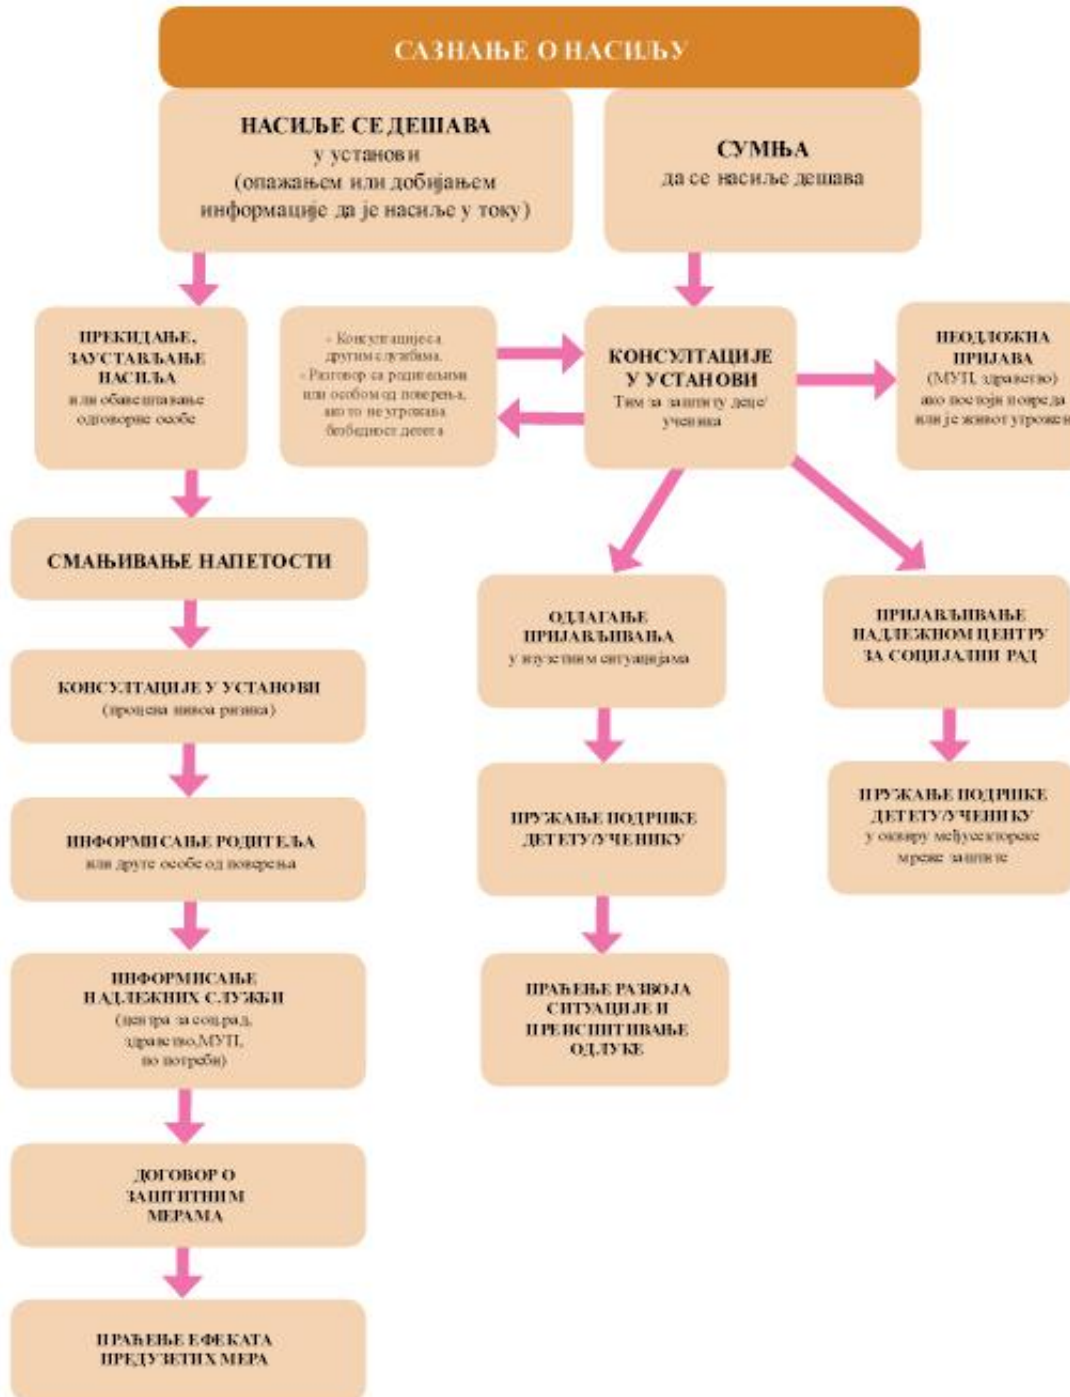 САЗНАЊЕ О НАСИЉУ
НАСИЉЕ СЕ ДЕШАВА
у установи
(опажањем или добијањем
информације да је насиље у току)
СУМЊА
да се насиље дешава
ПРЕКИДАЊЕ,
ЗАУСТАВЉАЊЕ
НАСИЉА
или обавештавање
одговорне особе
- Консултације са
другим службама.
- Разговор са родитељима
или особом од поверења,
ако то не угрожава
безбедност детета
КОНСУЛТАЦИЈЕ
У УСТАНОВИ
Тим за заштиту деце/
ученика
НЕОДЛОЖНА
ПРИЈАВА
(МУП, здравство)
ако постоји повреда
или је живот угрожен
СМАЊИВАЊЕ НАПЕТОСТИ
КОНСУЛТАЦИЈЕ У УСТАНОВИ
(процена нивоа ризика)
ИНФОРМИСАЊЕ РОДИТЕЉА
или друге особе од поверења
ИНФОРМИСАЊЕ
НАДЛЕЖНИХ СЛУЖБИ
(центра за соц.рад,
здравство,МУП,
по потреби)
ДОГОВОР О
ЗАШТИТНИМ
МЕРАМА
ПРАЋЕЊЕ ЕФЕКАТА
ПРЕДУЗЕТИХ МЕРА
ОДЛАГАЊЕ
ПРИЈАВЉИВАЊА
у изузетним ситуацијама
ПРУЖАЊЕ ПОДРШКЕ
ДЕТЕТУ/УЧЕНИКУ
ПРАЋЕЊЕ РАЗВОЈА
СИТУАЦИЈЕ И
ПРЕИСПИТИВАЊЕ
ОДЛУКЕ
ПРИЈАВЉИВАЊЕ
НАДЛЕЖНОМ ЦЕНТРУ
ЗА СОЦИЈАЛНИ РАД
ПРУЖАЊЕ ПОДРШКЕ
ДЕТЕТУ/УЧЕНИКУ
у оквиру међусекторске
мреже заштите